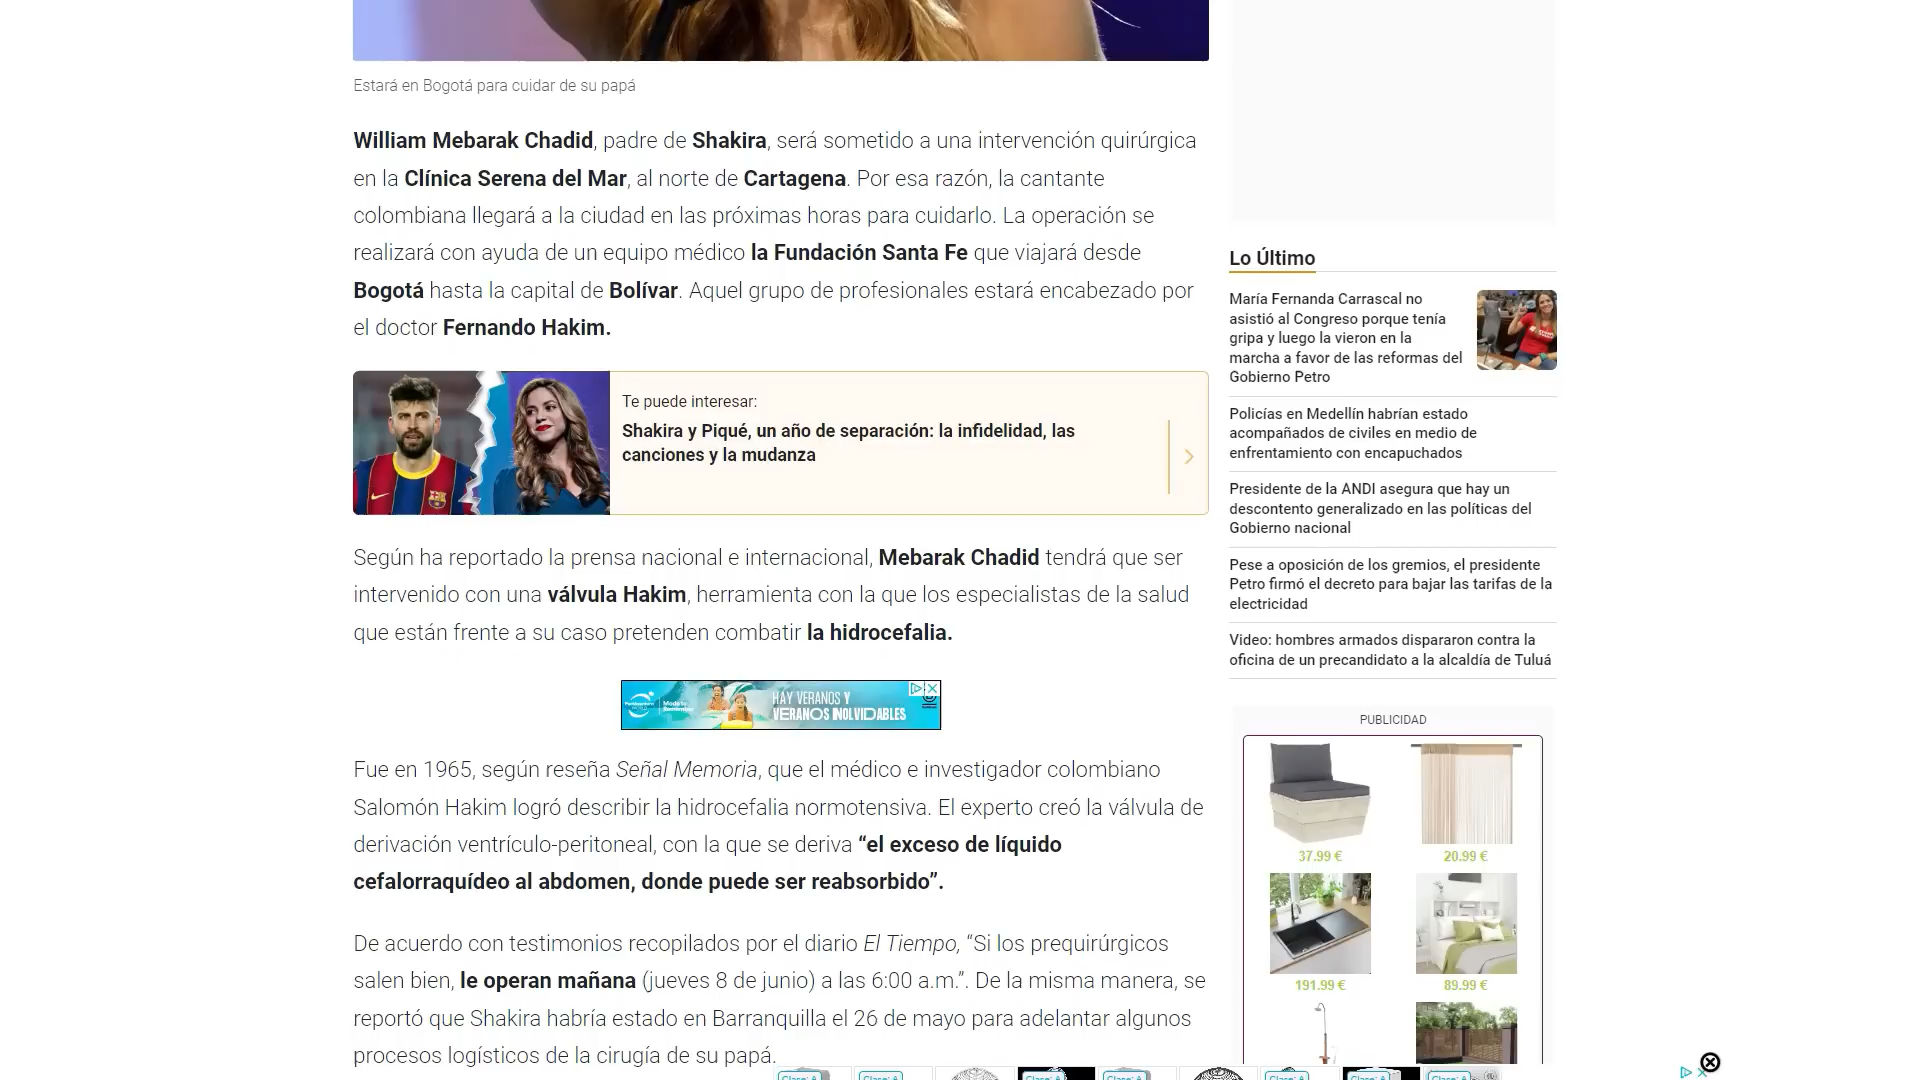 Estará en Bogotá para cuidar de su papá
William Mebarak Chadid, padre de Shakira, será sometido a una intervención quirúrgica
en la Clínica Serena del Mar, al norte de Cartagena. Por esa razón, la cantante
colombiana llegará a la ciudad en las próximas horas para cuidarlo. La operación se
realizará con ayuda de un equipo médico la Fundación Santa Fe que viajará desde
Bogotá hasta la capital de Bolívar. Aquel grupo de profesionales estará encabezado por
el doctor Fernando Hakim.
Te puede interesar:
Shakira y Piqué, un año de separación: la infidelidad, las
canciones y la mudanza
Según ha reportado la prensa nacional e internacional, Mebarak Chadid tendrá que ser
intervenido con una válvula Hakim, herramienta con la que los especialistas de la salud
que están frente a su caso pretenden combatir la hidrocefalia.
HAY VERANOS Y
VERANOS INOLVIDABLES
Fue en 1965, según reseña Señal Memoria, que el médico e investigador colombiano
Salomón Hakim logró describir la hidrocefalia normotensiva. El experto creó la válvula de
derivación ventrículo-peritoneal, con la que se deriva “el exceso de líquido
cefalorraquídeo al abdomen, donde puede ser reabsorbido”.
De acuerdo con testimonios recopilados por el diario El Tiempo, “Si los prequirúrgicos
salen bien, le operan mañana (jueves 8 de junio) a las 6:00 a.m.”. De la misma manera, se
reportó que Shakira habría estado en Barranquilla el 26 de mayo para adelantar algunos
procesos logísticos de la cirugía de su papá.
Lo Último
María Fernanda Carrascal no
asistió al Congreso porque tenía
gripa y luego la vieron en la
marcha a favor de las reformas del
Gobierno Petro
Policías en Medellín habrían estado
acompañados de civiles en medio de
enfrentamiento con encapuchados
Presidente de la ANDI asegura que hay un
descontento generalizado en las políticas del
Gobierno nacional
Pese a oposición de los gremios, el presidente
Petro firmó el decreto para bajar las tarifas de la
electricidad
Video: hombres armados dispararon contra la
oficina de un precandidato a la alcaldía de Tuluá
PUBLICIDAD
37.99 € 20.99 €
191.99 € 89.99 €